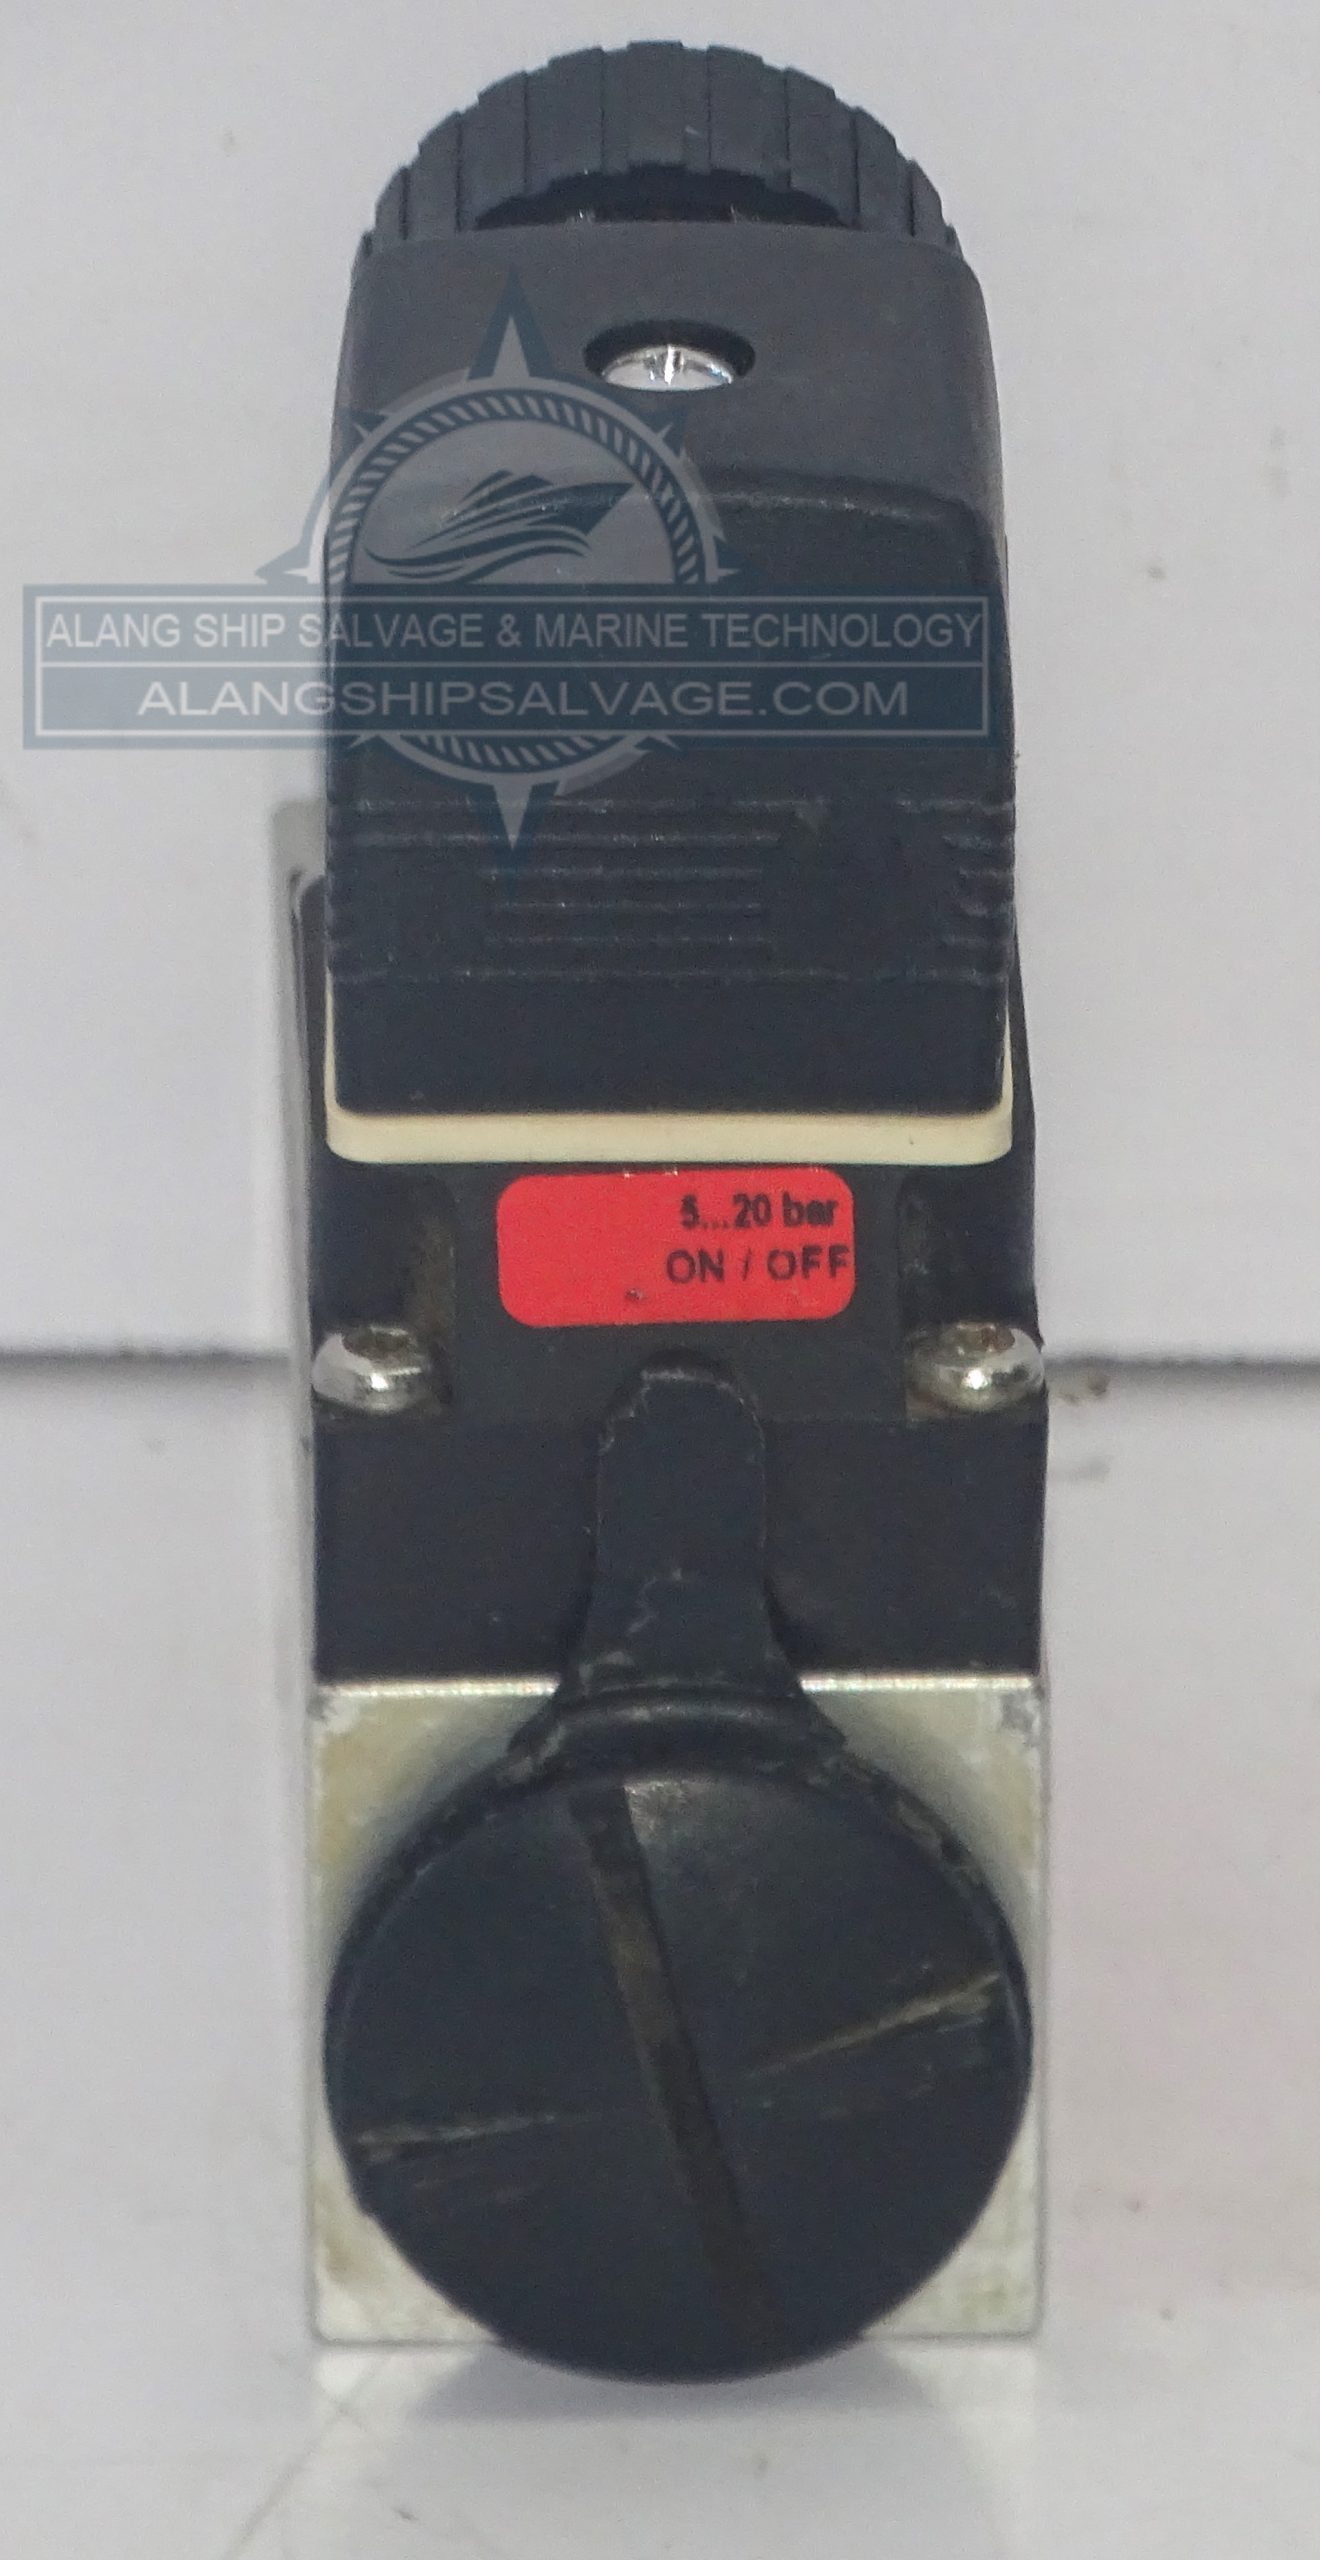 ALANG SHIP SALVAGE & MARINE TECHNOLOGY
ALANGSHIPSALVAGE.COM
5...20 bar
ON / OFF